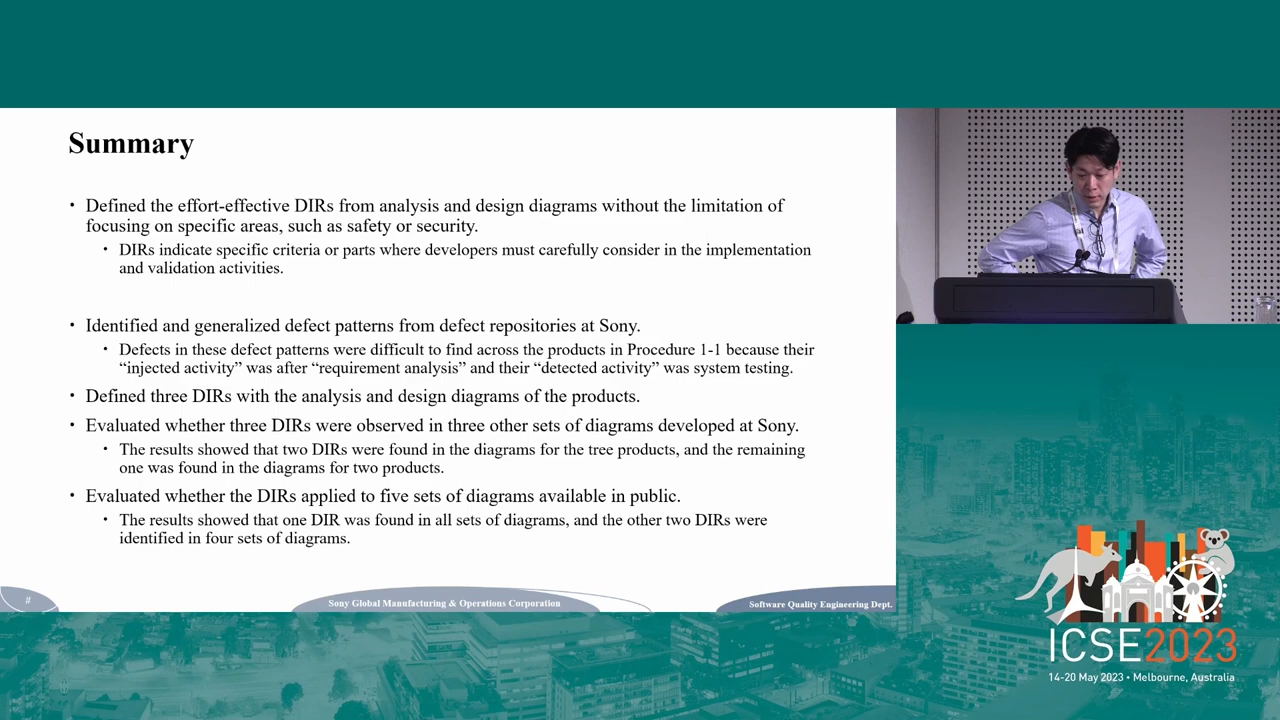 Summary
• Defined the effort-effective DIRs from analysis and design diagrams without the limitation of
focusing on specific areas, such as safety or security.
• DIRs indicate specific criteria or parts where developers must carefully consider in the implementation
and validation activities.
• Identified and generalized defect patterns from defect repositories at Sony.
• Defects in these defect patterns were difficult to find across the products in Procedure 1-1 because their
“injected activity” was after “requirement analysis” and their “detected activity” was system testing.
• Defined three DIRs with the analysis and design diagrams of the products.
• Evaluated whether three DIRs were observed in three other sets of diagrams developed at Sony.
• The results showed that two DIRs were found in the diagrams for the tree products, and the remaining
one was found in the diagrams for two products.
• Evaluated whether the DIRs applied to five sets of diagrams available in public.
• The results showed that one DIR was found in all sets of diagrams, and the other two DIRs were
identified in four sets of diagrams.
#
Sony Global Manufacturing & Operations Corporation
Software Quality Engineering Dept.
ICSE2023
14-20 May 2023 • Melbourne, Australia